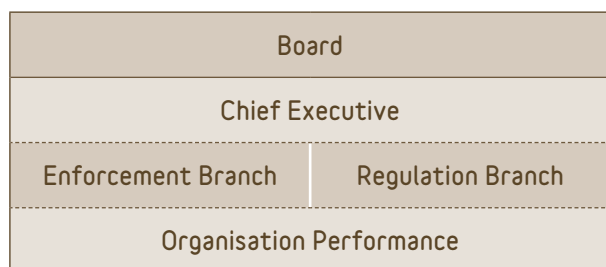 Board
Chief Executive
Enforcement Branch
Regulation Branch
Organisation Performance